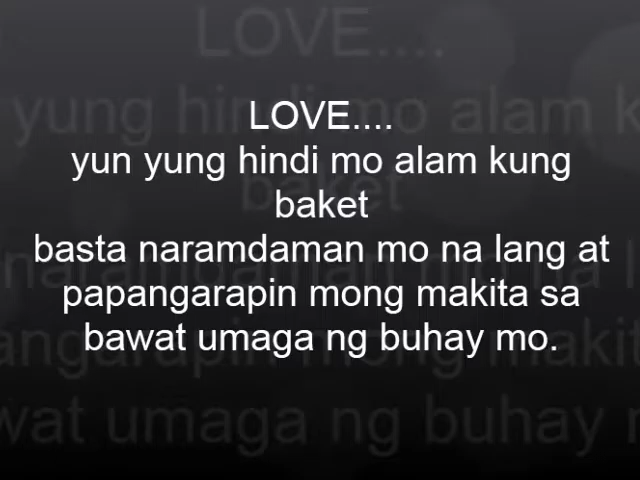 LOVE....
yun yung hindi mo alam kung
baket
basta naramdaman mo na lang at
papangarapin mong makita sa
bawat umaga ng buhay mo.